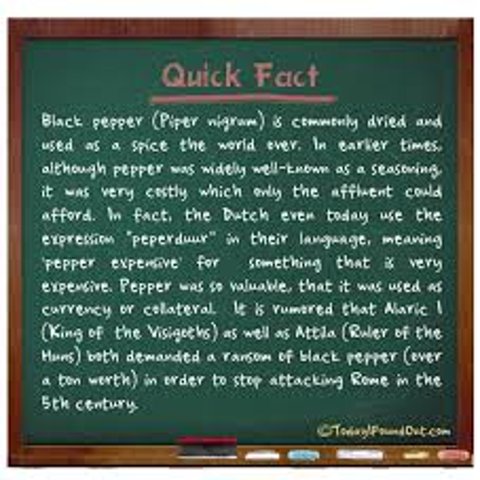 Quick Fact
Black pepper (Piper nigrum) is commonly dried and
used as a spice the world over. In earlier times,
although pepper was widely well-known as a seasoning,
it was very costly which only the affluent could
afford. In fact, the Dutch even today use the
expression "peperduur" in their language, meaning
'pepper expensive' for something that is very
expensive. Pepper was so valuable, that it was used as
currency or collateral. It is rumored that Alaric I
(King of the Visigoths) as well as Attila (Ruler of the
Huns) both demanded a ransom of black pepper (over
a ton worth) in order to stop attacking Rome in the
5th century.
©TodayIFoundOut.com